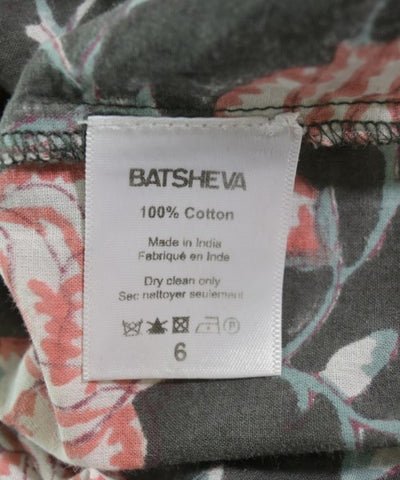 BATSHEVA
100% Cotton
Made in India
Fabriqué en Inde
Dry clean only
Sec nettoyer seulement
P
6